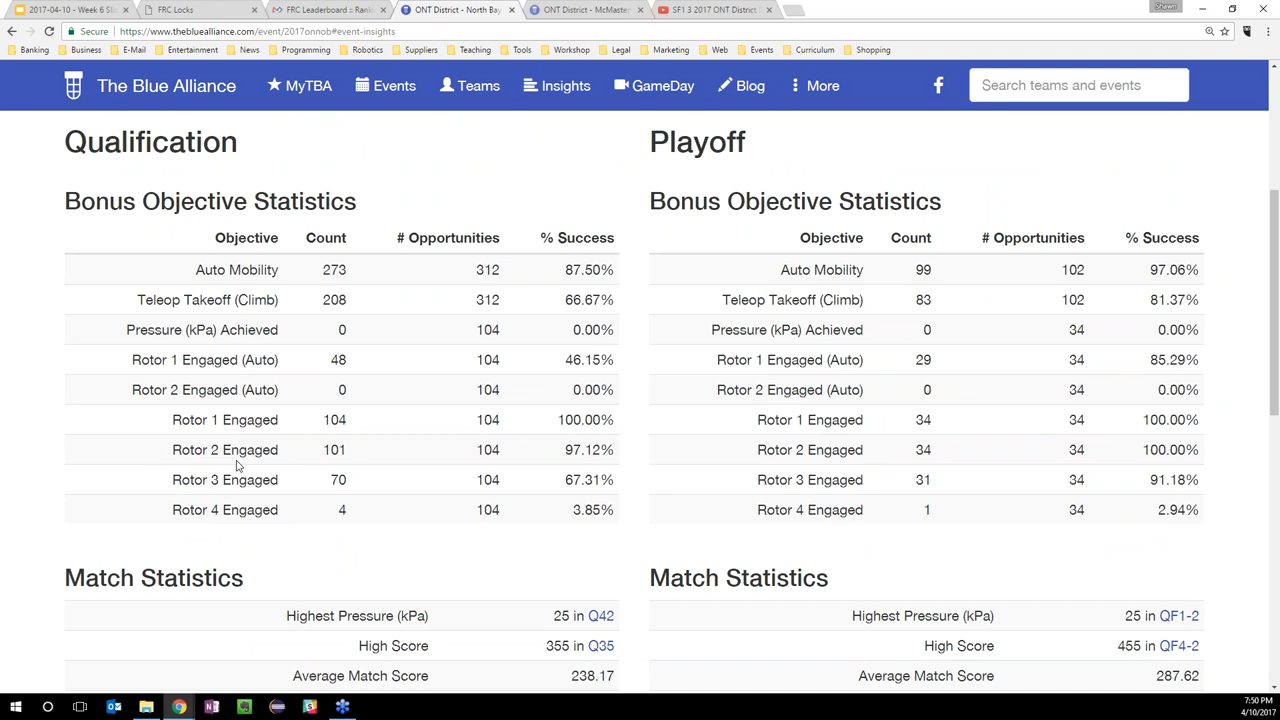 2017-04-10 - Week 6 Sli
FRC Locks
FRC Leaderboard :: Rank
ONT District - North Bay
ONT District - McMaste
SF1 3 2017 ONT District
Shawn
Secure
https://www.thebluealliance.com/event/2017onnob#event-insights
Banking Business E-Mail Entertainment News Programming Robotics Suppliers Teaching Tools Workshop Legal Marketing Web Events Curriculum Shopping
The Blue Alliance MyTBA Events Teams Insights GameDay Blog More Search teams and events
Qualification
Bonus Objective Statistics
Objective Count # Opportunities % Success
Auto Mobility 273 312 87.50%
Teleop Takeoff (Climb) 208 312 66.67%
Pressure (kPa) Achieved 0 104 0.00%
Rotor 1 Engaged (Auto) 48 104 46.15%
Rotor 2 Engaged (Auto) 0 104 0.00%
Rotor 1 Engaged 104 104 100.00%
Rotor 2 Engaged 101 104 97.12%
Rotor 3 Engaged 70 104 67.31%
Rotor 4 Engaged 4 104 3.85%
Match Statistics
Highest Pressure (kPa) 25 in Q42
High Score 355 in Q35
Average Match Score 238.17
Playoff
Bonus Objective Statistics
Objective Count # Opportunities % Success
Auto Mobility 99 102 97.06%
Teleop Takeoff (Climb) 83 102 81.37%
Pressure (kPa) Achieved 0 34 0.00%
Rotor 1 Engaged (Auto) 29 34 85.29%
Rotor 2 Engaged (Auto) 0 34 0.00%
Rotor 1 Engaged 34 34 100.00%
Rotor 2 Engaged 34 34 100.00%
Rotor 3 Engaged 31 34 91.18%
Rotor 4 Engaged 1 34 2.94%
Match Statistics
Highest Pressure (kPa) 25 in QF1-2
High Score 455 in QF4-2
Average Match Score 287.62
7:50 PM
4/10/2017